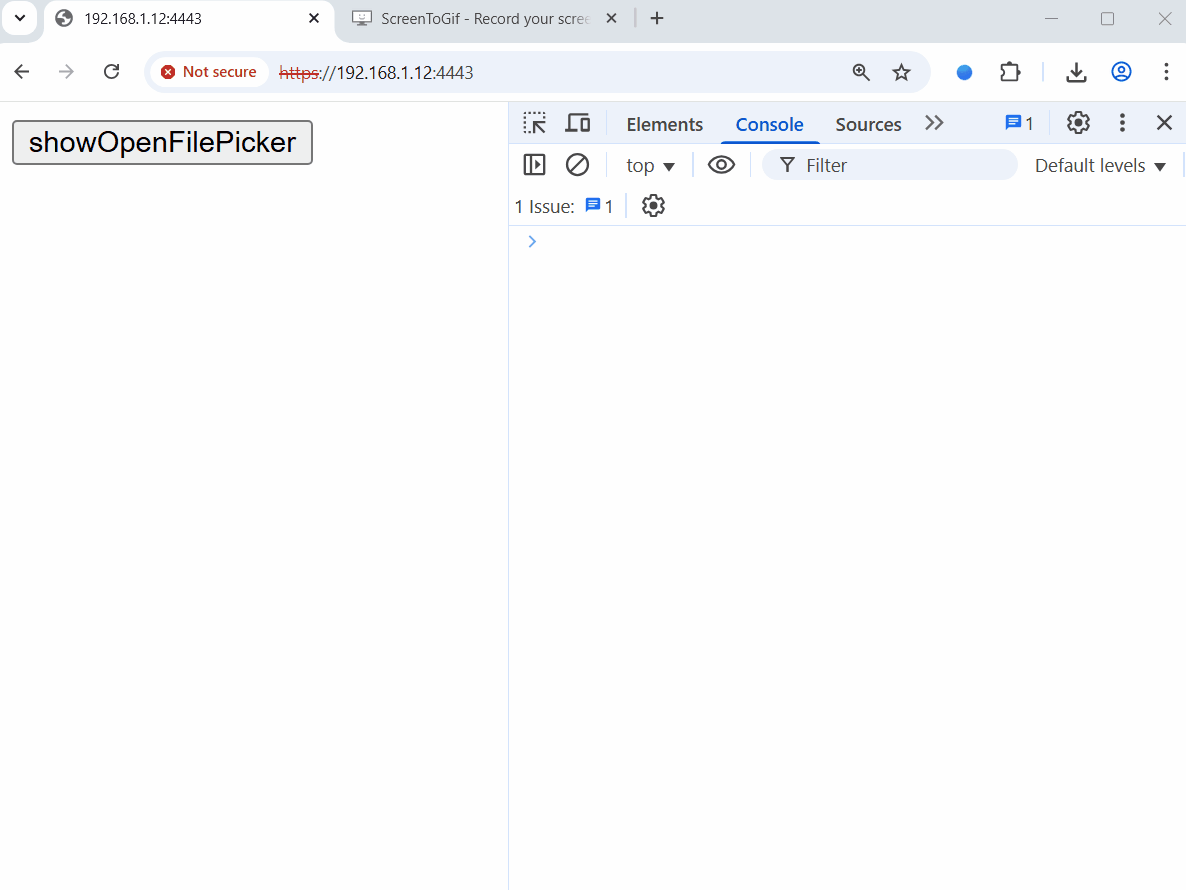 192.168.1.12:4443
ScreenToGif - Record your scree
Not secure
https://192.168.1.12:4443
showOpenFilePicker
Elements
Console
Sources
1
top
Filter
Default levels
1 Issue:
1